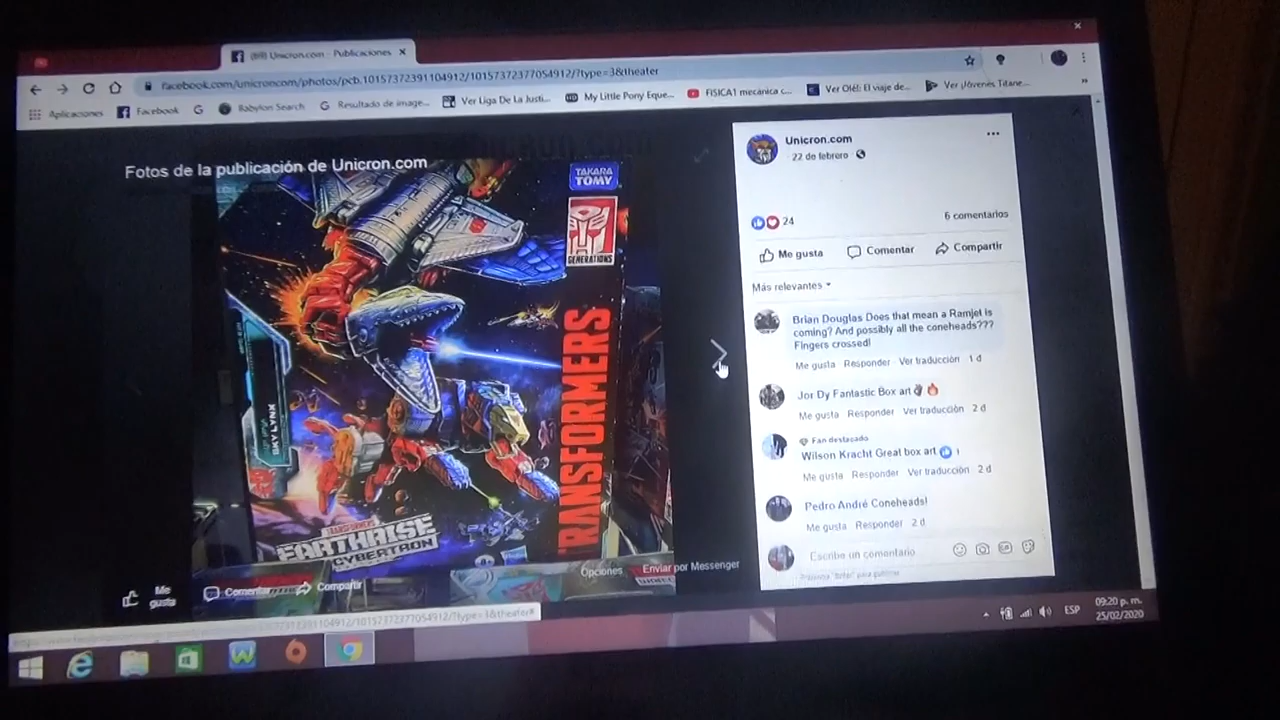 (69) Unicron.com - Publicaciones
facebook.com/unicroncom/photos/pcb.10157372391104912/10157372377054912/?type=3&theater
Aplicaciones Facebook Babylon Search Resultado de image... Ver Liga De La Justi... My Little Pony Eque... FISICA1 mecánica c... Ver Olé!: El viaje de... Ver ¡Jóvenes Titane...
Fotos de la publicación de Unicron.com
TAKARA
TOMY
GENERATIONS
TRANSFORMERS
SKY LYNX
TRANSFORMERS
EARTHRISE
CYBERTRON
Opciones Enviar por Messenger
Me gusta Comentar Compartir
Unicron.com
22 de febrero
24 6 comentarios
Me gusta Comentar Compartir
Más relevantes
Brian Douglas Does that mean a Ramjet is
coming? And possibly all the coneheads???
Fingers crossed!
Me gusta Responder Ver traducción 1 d
Jor Dy Fantastic Box art
Me gusta Responder Ver traducción 2 d
Fan destacado
Wilson Kracht Great box art 1
Me gusta Responder Ver traducción 2 d
Pedro André Coneheads!
Me gusta Responder 2 d
Escribe un comentario
ESP
09:20 p. m.
25/02/2020